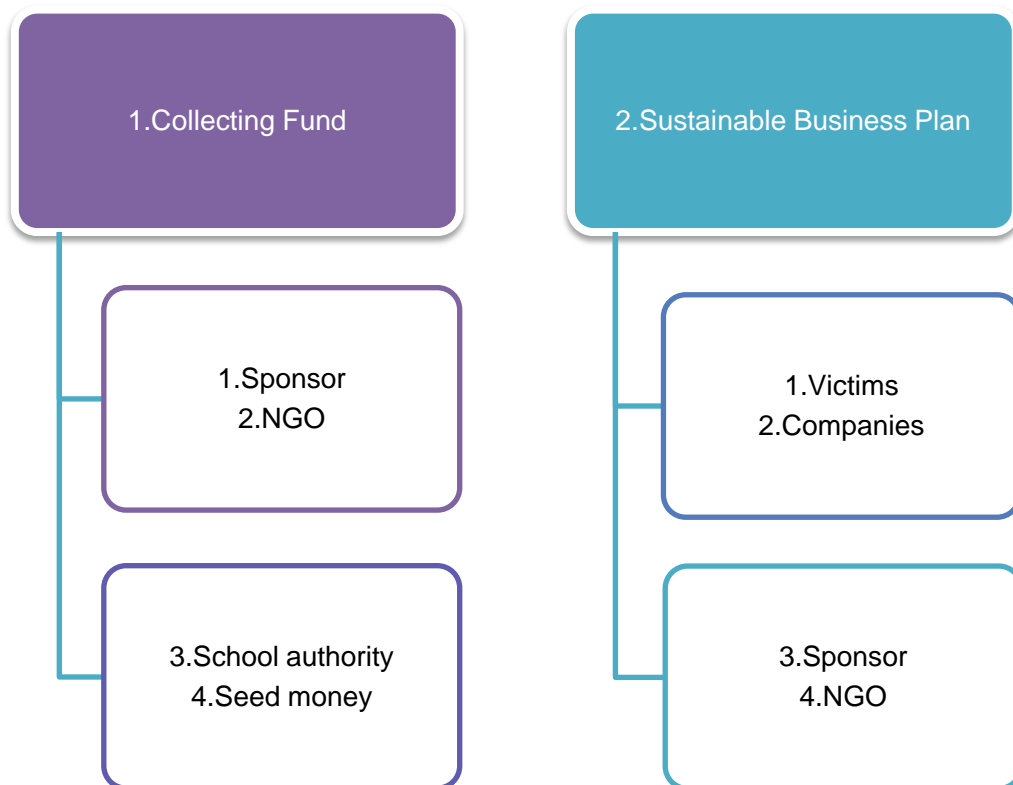 1.Collecting Fund
1.Sponsor
2.NGO
3.School authority
4.Seed money
2.Sustainable Business Plan
1.Victims
2.Companies
3.Sponsor
4.NGO